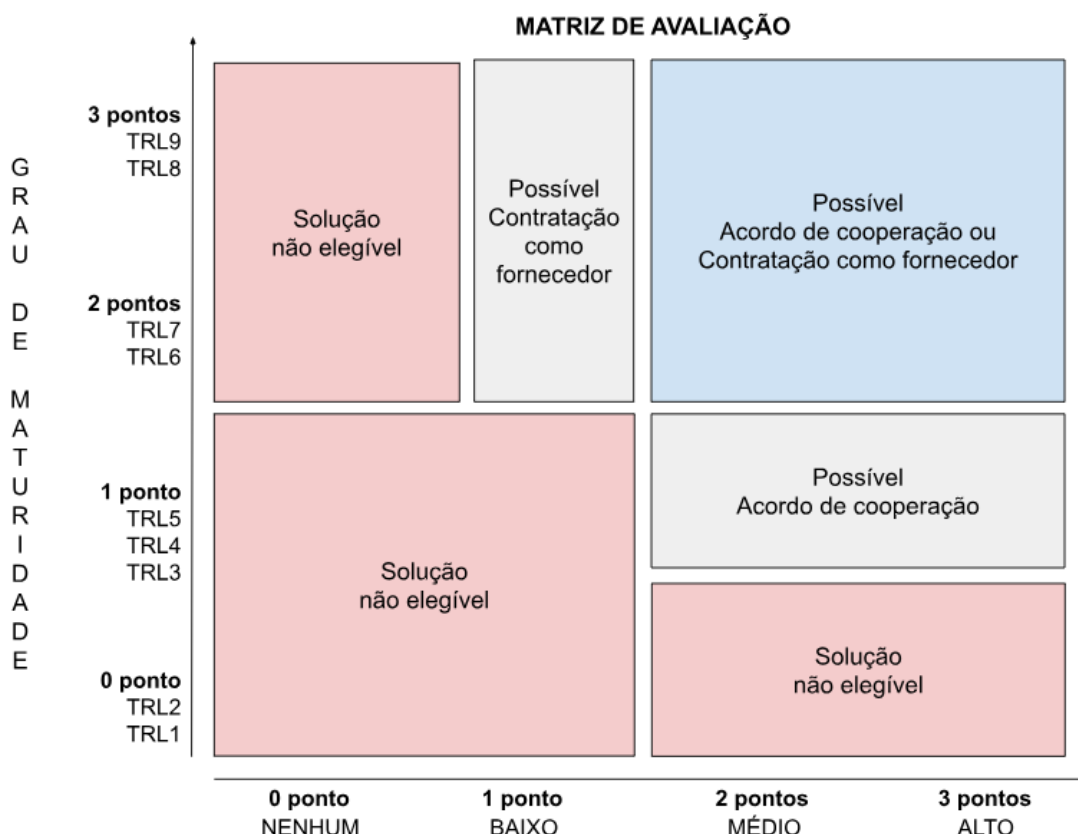 MATRIZ DE AVALIAÇÃO
GRAU DE MATURIDADE
3 pontos
TRL9
TRL8
2 pontos
TRL7
TRL6
1 ponto
TRL5
TRL4
TRL3
0 ponto
TRL2
TRL1
Solução
não elegível
Possível
Contratação
como
fornecedor
Possível
Acordo de cooperação ou
Contratação como fornecedor
Solução
não elegível
Possível
Acordo de cooperação
Solução
não elegível
0 ponto
NENHUM
1 ponto
BAIXO
2 pontos
MÉDIO
3 pontos
ALTO